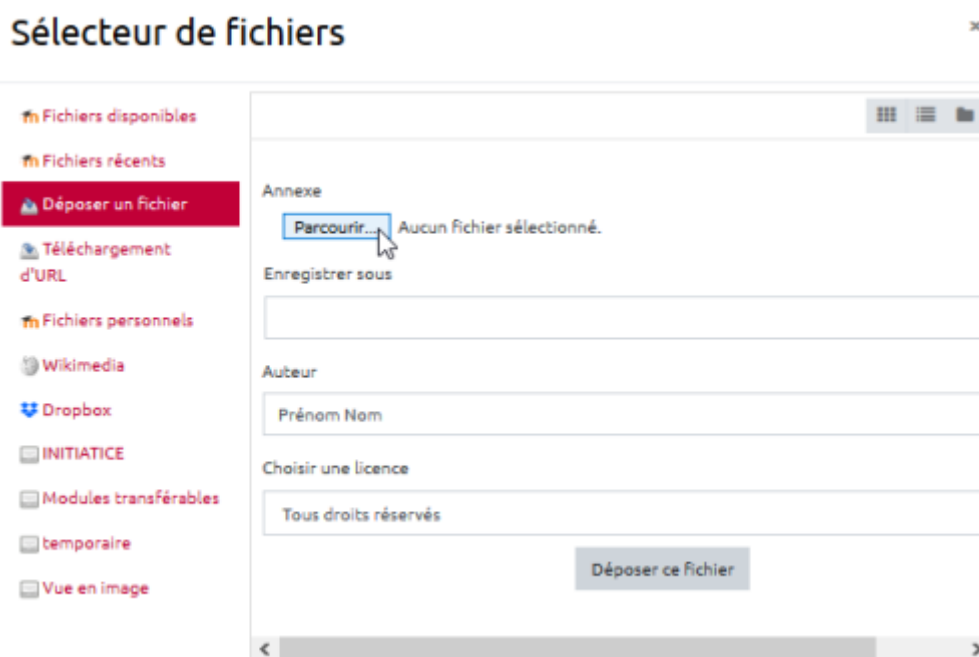 Sélecteur de fichiers
Fichiers disponibles
Fichiers récents
Déposer un fichier
Téléchargement
d'URL
Fichiers personnels
Wikimedia
Dropbox
INITIATICE
Modules transférables
temporaire
Vue en image
Annexe
Parcourir... Aucun fichier sélectionné.
Enregistrer sous
Auteur
Prénom Nom
Choisir une licence
Tous droits réservés
Déposer ce fichier